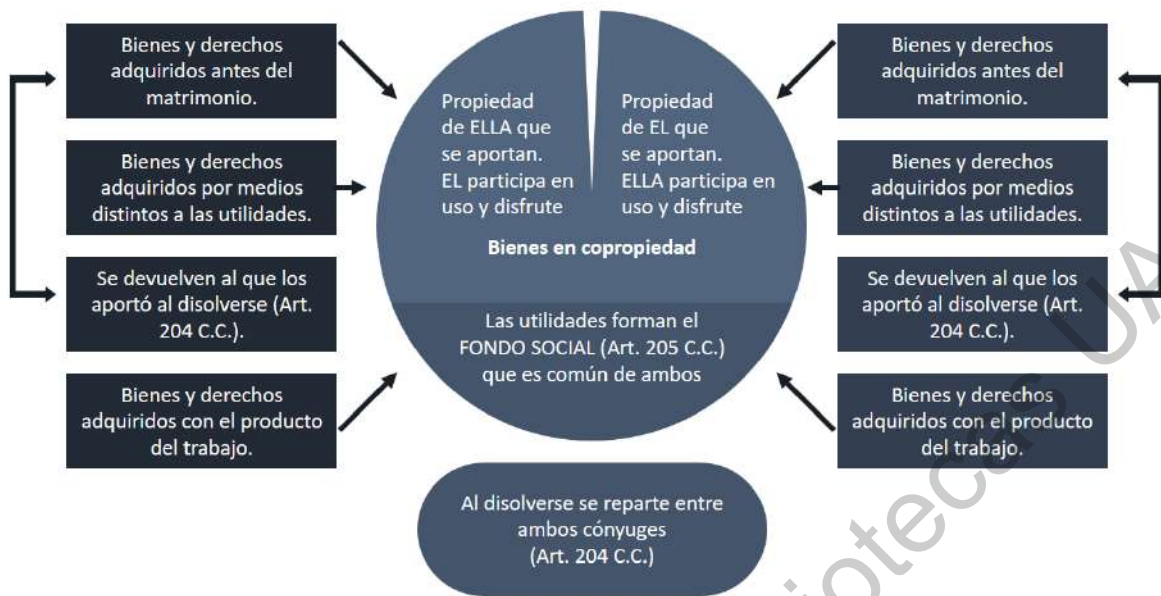 Bienes y derechos
adquiridos antes del
matrimonio.
Bienes y derechos
adquiridos por medios
distintos a las utilidades.
Se devuelven al que los
aportó al disolverse (Art.
204 C.C.).
Bienes y derechos
adquiridos con el producto
del trabajo.
Propiedad
de ELLA que
se aportan.
EL participa en
uso y disfrute
Propiedad
de EL que
se aportan.
ELLA participa en
uso y disfrute
Bienes en copropiedad
Las utilidades forman el
FONDO SOCIAL (Art. 205 C.C.)
que es común de ambos
Al disolverse se reparte entre
ambos cónyuges
(Art. 204 C.C.)
Bienes y derechos
adquiridos antes del
matrimonio.
Bienes y derechos
adquiridos por medios
distintos a las utilidades.
Se devuelven al que los
aportó al disolverse (Art.
204 C.C.).
Bienes y derechos
adquiridos con el producto
del trabajo.